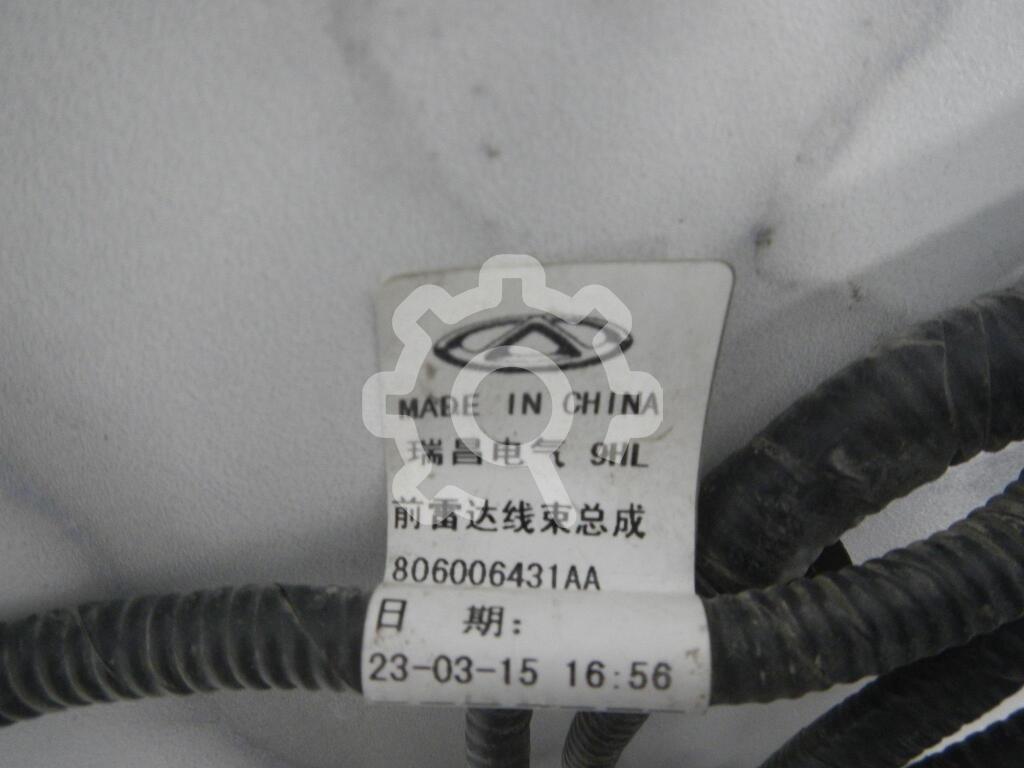 MADE IN CHINA
瑞昌电气 9HL
前雷达线束总成
806006431AA
日 期：
23-03-15 16:56